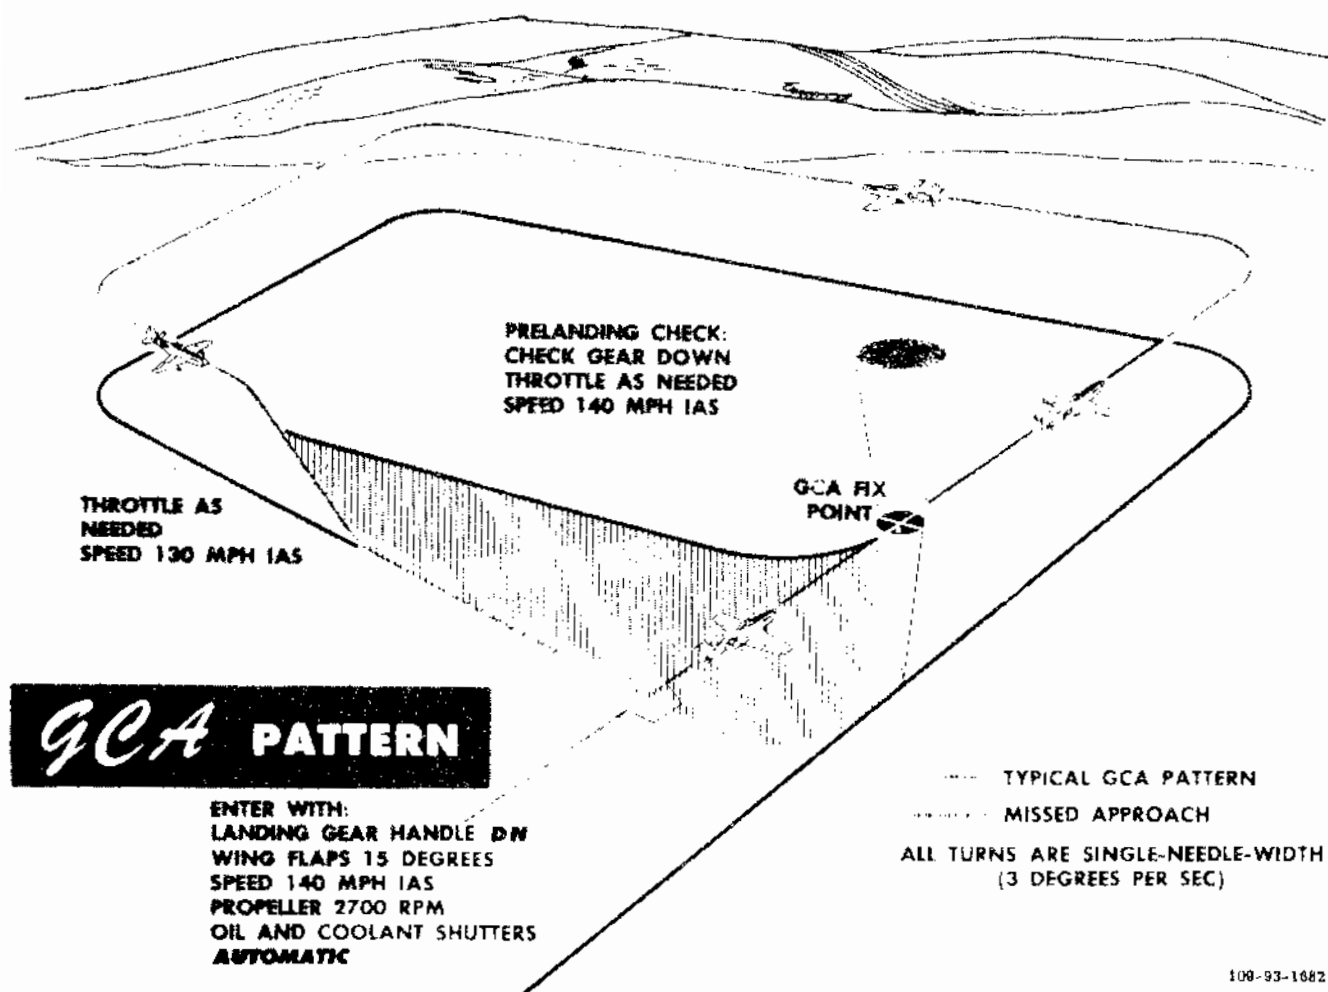 PRELANDING CHECK:
CHECK GEAR DOWN
THROTTLE AS NEEDED
SPEED 140 MPH IAS
GCA FIX
POINT
THROTTLE AS
NEEDED
SPEED 130 MPH IAS
GCA PATTERN
ENTER WITH:
LANDING GEAR HANDLE DN
WING FLAPS 15 DEGREES
SPEED 140 MPH IAS
PROPELLER 2700 RPM
OIL AND COOLANT SHUTTERS
AUTOMATIC
TYPICAL GCA PATTERN
MISSED APPROACH
ALL TURNS ARE SINGLE-NEEDLE-WIDTH
(3 DEGREES PER SEC)
109-93-1682